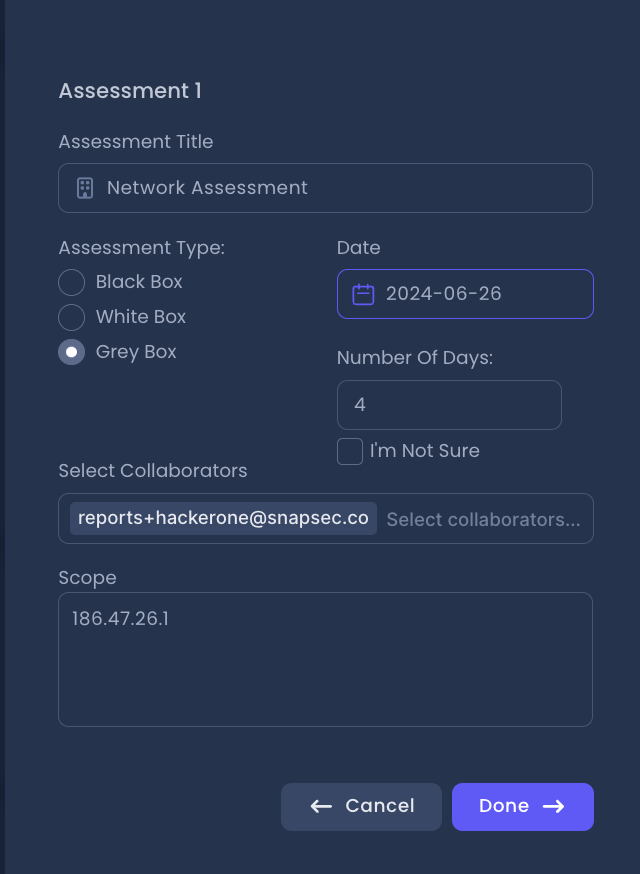 Assessment 1
Assessment Title
Network Assessment
Assessment Type:
Black Box
White Box
Grey Box
Date
2024-06-26
Number Of Days:
4
I'm Not Sure
Select Collaborators
reports+hackerone@snapsec.co Select collaborators...
Scope
186.47.26.1
Cancel
Done